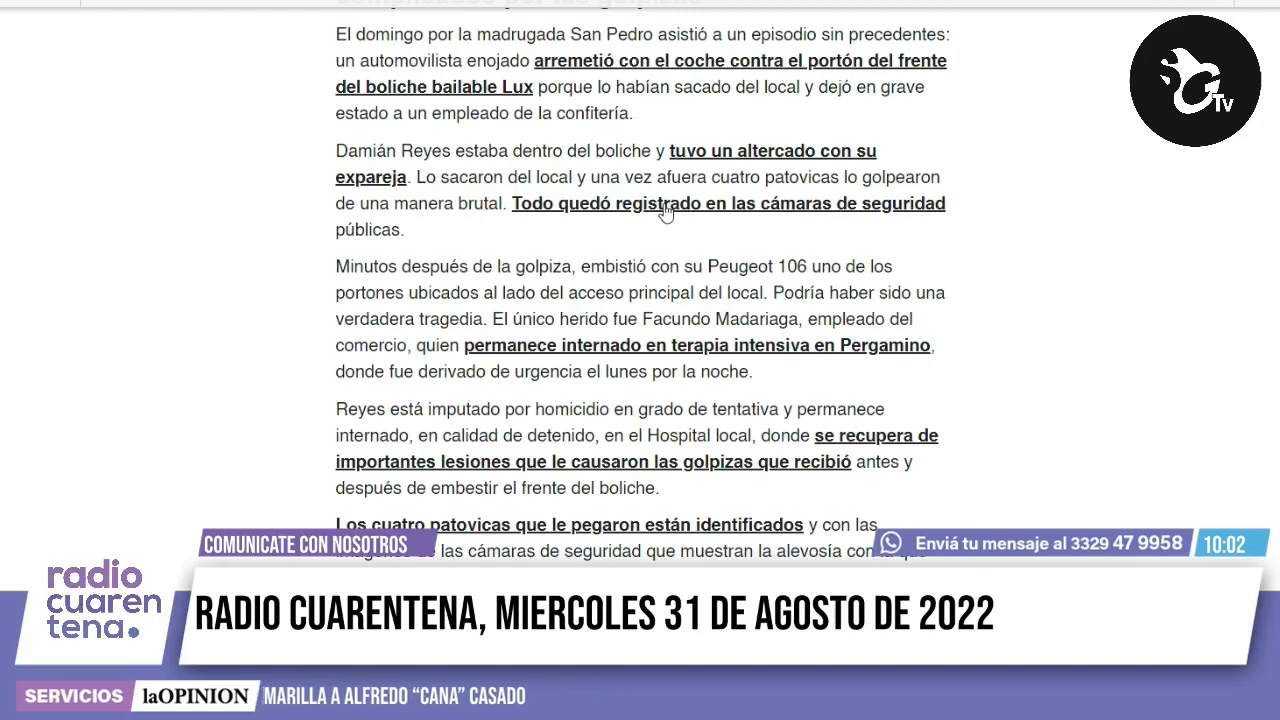 El domingo por la madrugada San Pedro asistió a un episodio sin precedentes:
un automovilista enojado arremetió con el coche contra el portón del frente
del boliche bailable Lux porque lo habían sacado del local y dejó en grave
estado a un empleado de la confitería.
Damián Reyes estaba dentro del boliche y tuvo un altercado con su
expareja. Lo sacaron del local y una vez afuera cuatro patovicas lo golpearon
de una manera brutal. Todo quedó registrado en las cámaras de seguridad
públicas.
Minutos después de la golpiza, embistió con su Peugeot 106 uno de los
portones ubicados al lado del acceso principal del local. Podría haber sido una
verdadera tragedia. El único herido fue Facundo Madariaga, empleado del
comercio, quien permanece internado en terapia intensiva en Pergamino,
donde fue derivado de urgencia el lunes por la noche.
Reyes está imputado por homicidio en grado de tentativa y permanece
internado, en calidad de detenido, en el Hospital local, donde se recupera de
importantes lesiones que le causaron las golpizas que recibió antes y
después de embestir el frente del boliche.
Los cuatro patovicas que le pegaron están identificados y con las
las cámaras de seguridad que muestran la alevosía con
G Tv
COMUNICATE CON NOSOTROS
Enviá tu mensaje al 3329 47 9958
10:02
radio
cuaren
tena.
RADIO CUARENTENA, MIERCOLES 31 DE AGOSTO DE 2022
SERVICIOS laOPINION MARILLA A ALFREDO “CANA” CASADO